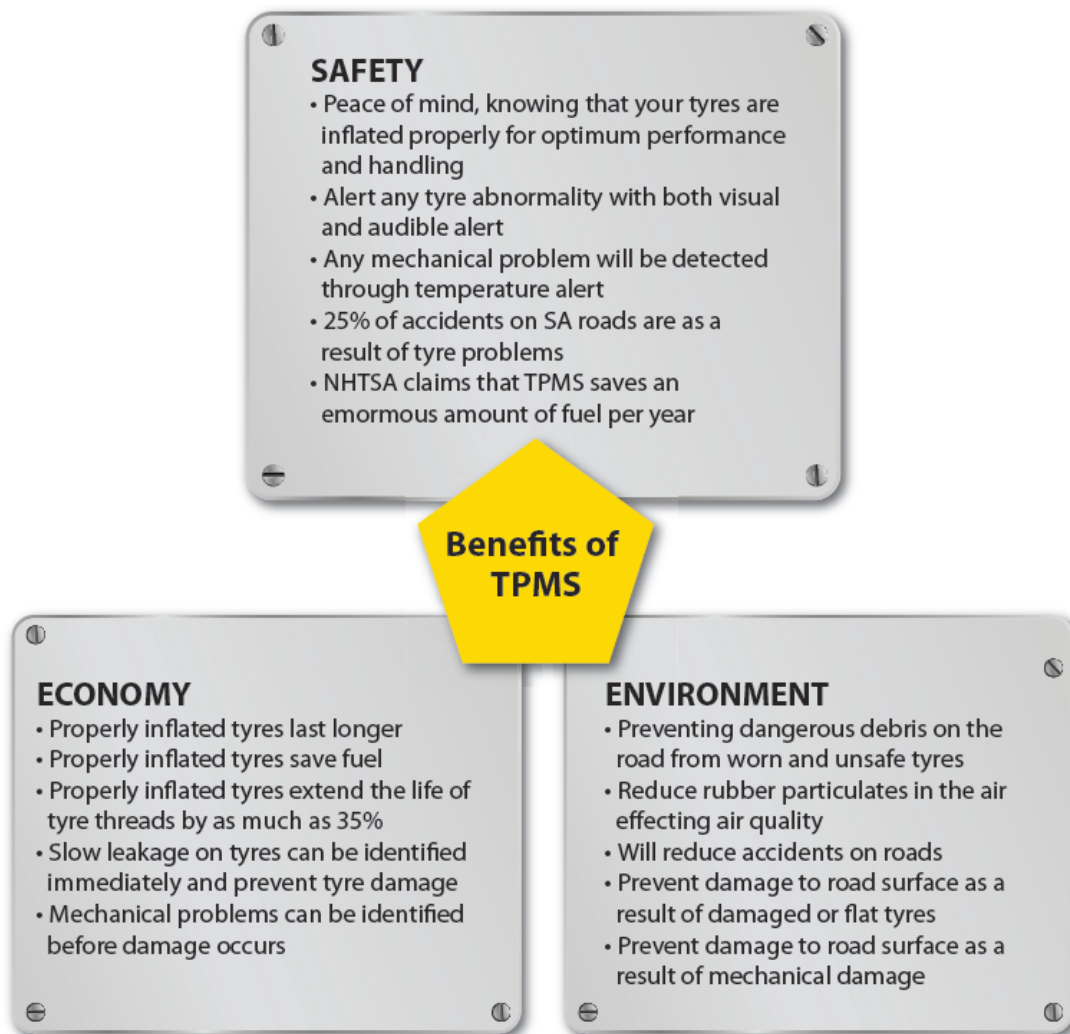 SAFETY
• Peace of mind, knowing that your tyres are
inflated properly for optimum performance
and handling
• Alert any tyre abnormality with both visual
and audible alert
• Any mechanical problem will be detected
through temperature alert
• 25% of accidents on SA roads are as a
result of tyre problems
• NHTSA claims that TPMS saves an
emormous amount of fuel per year
Benefits of
TPMS
ECONOMY
• Properly inflated tyres last longer
• Properly inflated tyres save fuel
• Properly inflated tyres extend the life of
tyre threads by as much as 35%
• Slow leakage on tyres can be identified
immediately and prevent tyre damage
• Mechanical problems can be identified
before damage occurs
ENVIRONMENT
• Preventing dangerous debris on the
road from worn and unsafe tyres
• Reduce rubber particulates in the air
effecting air quality
• Will reduce accidents on roads
• Prevent damage to road surface as a
result of damaged or flat tyres
• Prevent damage to road surface as a
result of mechanical damage